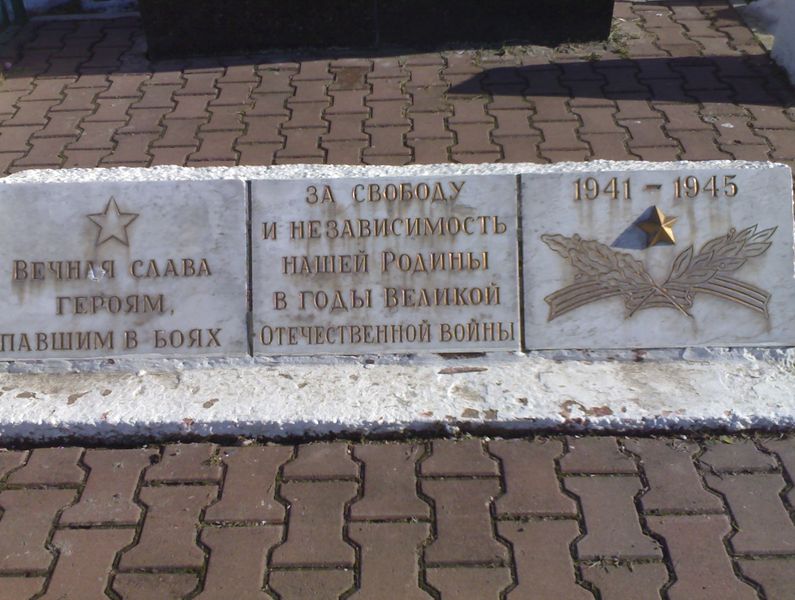 ВЕЧНАЯ СЛАВА
ГЕРОЯМ,
ПАВШИМ В БОЯХ
ЗА СВОБОДУ
И НЕЗАВИСИМОСТЬ
НАШЕЙ РОДИНЫ
В ГОДЫ ВЕЛИКОЙ
ОТЕЧЕСТВЕННОЙ ВОЙНЫ
1941 - 1945